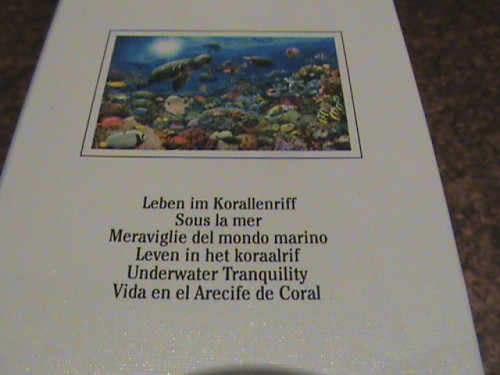 Leben im Korallenriff
Sous la mer
Meraviglie del mondo marino
Leven in het koraalrif
Underwater Tranquility
Vida en el Arecife de Coral